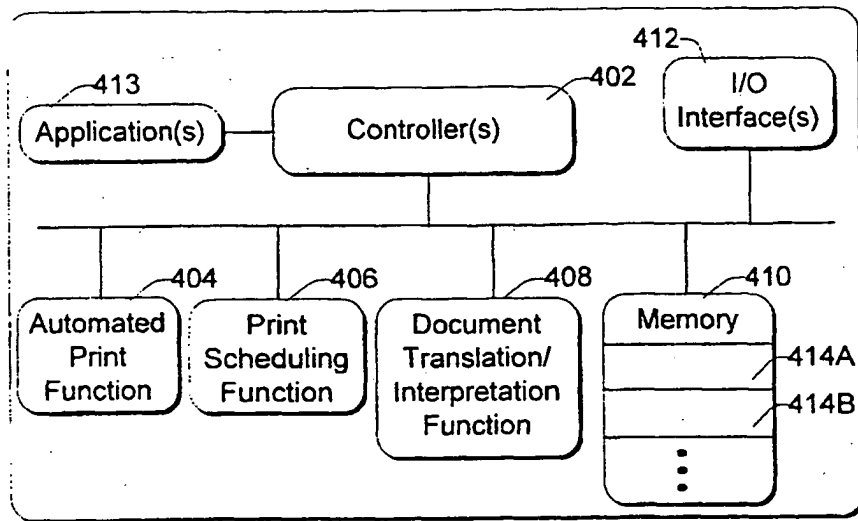 413
Application(s)
402
Controller(s)
412
I/O
Interface(s)
404
Automated
Print
Function
406
Print
Scheduling
Function
408
Document
Translation/
Interpretation
Function
410
Memory
414A
414B